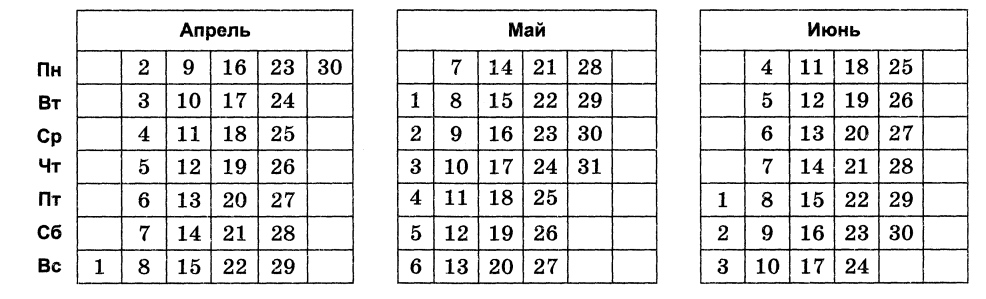 Апрель Май Июнь
Пн 2 9 16 23 30 7 14 21 28 4 11 18 25
Вт 3 10 17 24 1 8 15 22 29 5 12 19 26
Ср 4 11 18 25 2 9 16 23 30 6 13 20 27
Чт 5 12 19 26 3 10 17 24 31 7 14 21 28
Пт 6 13 20 27 4 11 18 25 1 8 15 22 29
Сб 7 14 21 28 5 12 19 26 2 9 16 23 30
Вс 1 8 15 22 29 6 13 20 27 3 10 17 24